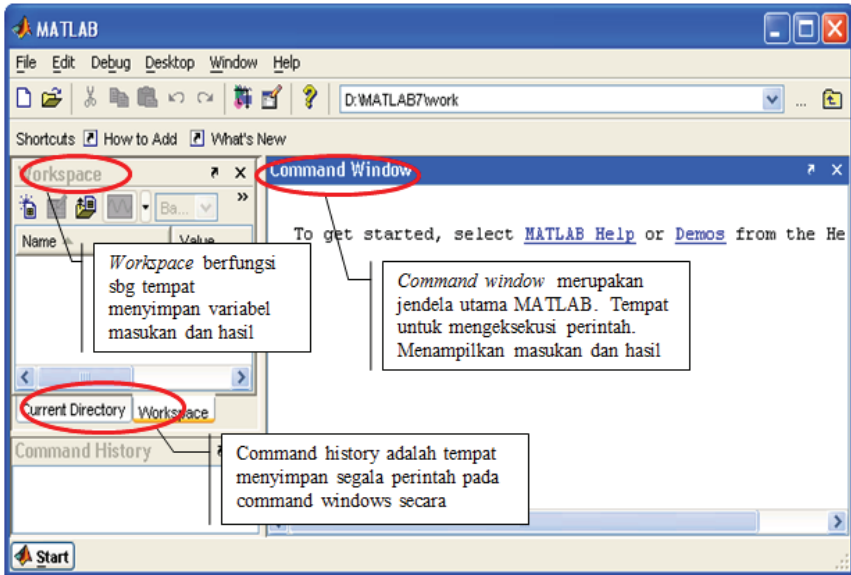 MATLAB
File Edit Debug Desktop Window Help
D:\MATLAB7\work
...
Shortcuts How to Add What's New
Workspace
Ba...
Name Value
Workspace berfungsi
sbg tempat
menyimpan variabel
masukan dan hasil
Current Directory Workspace
Command History
Command Window
To get started, select MATLAB Help or Demos from the He
Command window merupakan
jendela utama MATLAB. Tempat
untuk mengeksekusi perintah.
Menampilkan masukan dan hasil
Command history adalah tempat
menyimpan segala perintah pada
command windows secara
Start